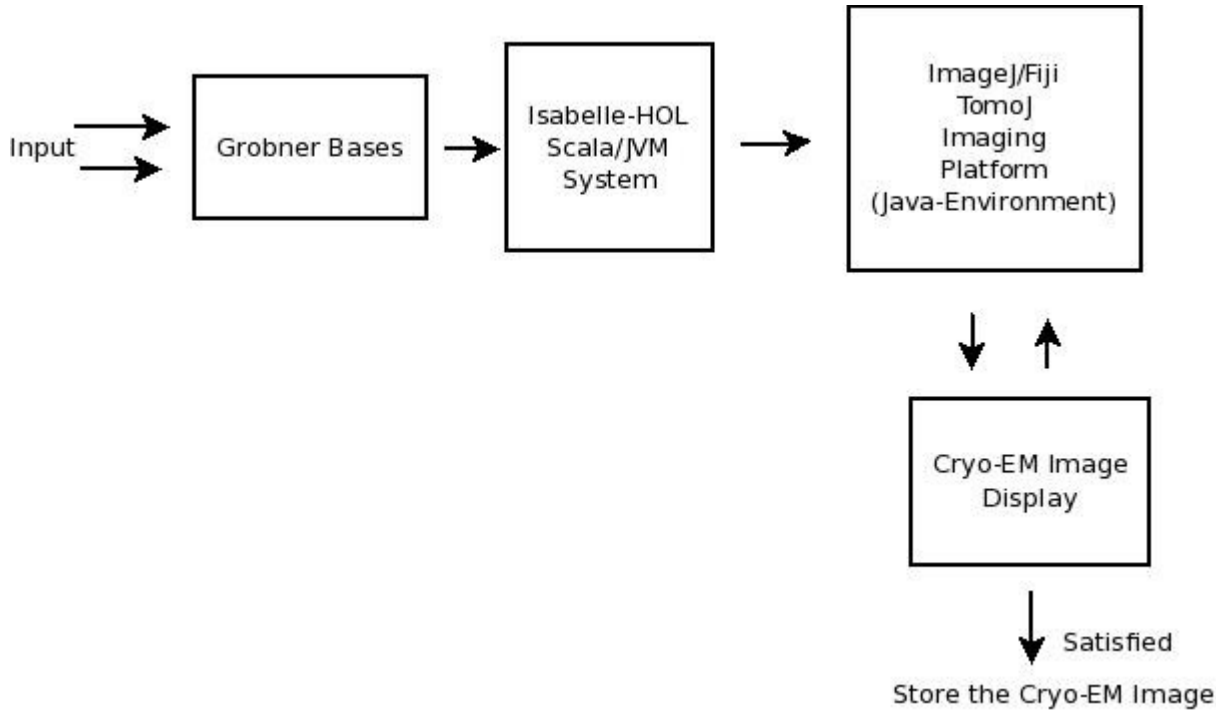 Input
Grobner Bases
Isabelle-HOL
Scala/JVM
System
ImageJ/Fiji
TomoJ
Imaging
Platform
(Java-Environment)
Cryo-EM Image
Display
Satisfied
Store the Cryo-EM Image